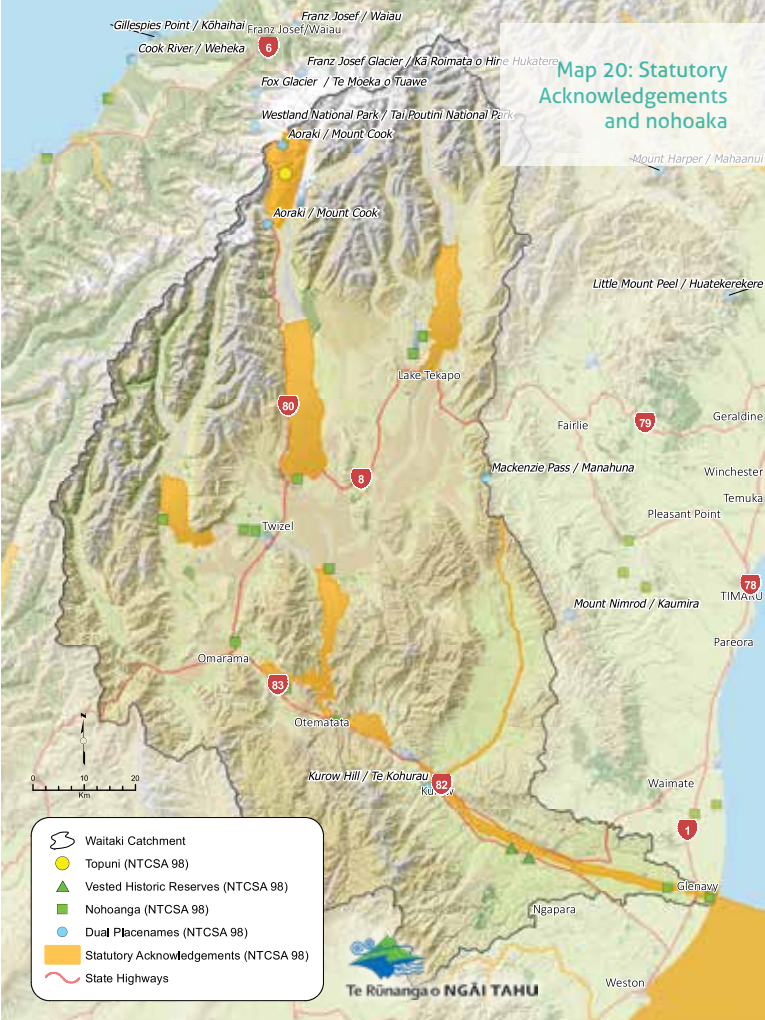 Franz Josef / Waiau
Gillespies Point / Kōhaihai
Franz Josef/Waiau
6
Cook River / Weheka
Franz Josef Glacier / Kā Roimata o Hine Hukatere
Map 20: Statutory
Acknowledgements
and nohoaka
Fox Glacier / Te Moeka o Tuawe
Westland National Park / Tai Poutini National Park
Aoraki / Mount Cook
Mount Harper / Mahaanui
Aoraki / Mount Cook
Little Mount Peel / Huatekerekere
Lake Tekapo
80
Fairlie
79
Geraldine
8
Mackenzie Pass / Manahuna
Winchester
Temuka
Pleasant Point
Twizel
78
TIMARU
Mount Nimrod / Kaumira
Pareora
Omarama
83
Otematata
N
0 10 20
Km
Kurow Hill / Te Kohurau
82
Kurow
Waimate
1
Waitaki Catchment
Topuni (NTCSA 98)
Vested Historic Reserves (NTCSA 98)
Nohoanga (NTCSA 98)
Dual Placenames (NTCSA 98)
Statutory Acknowledgements (NTCSA 98)
State Highways
Glenavy
Ngapara
Te Rūnanga o NGĀI TAHU
Weston